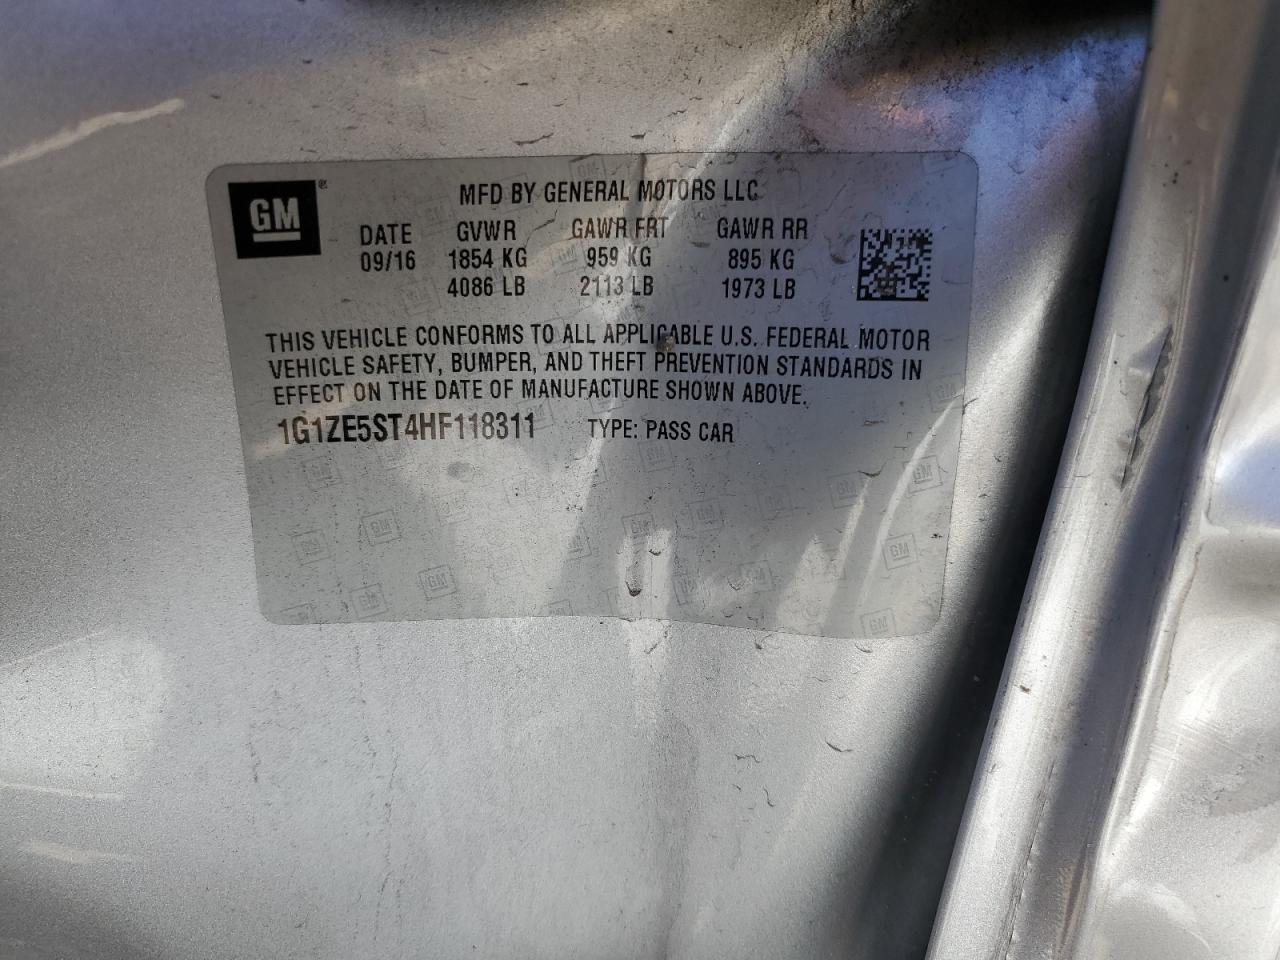 GM®
MFD BY GENERAL MOTORS LLC
DATE GVWR GAWR FRT GAWR RR
09/16 1854 KG 959 KG 895 KG
4086 LB 2113 LB 1973 LB
THIS VEHICLE CONFORMS TO ALL APPLICABLE U.S. FEDERAL MOTOR
VEHICLE SAFETY, BUMPER, AND THEFT PREVENTION STANDARDS IN
EFFECT ON THE DATE OF MANUFACTURE SHOWN ABOVE.
1G1ZE5ST4HF118311 TYPE: PASS CAR